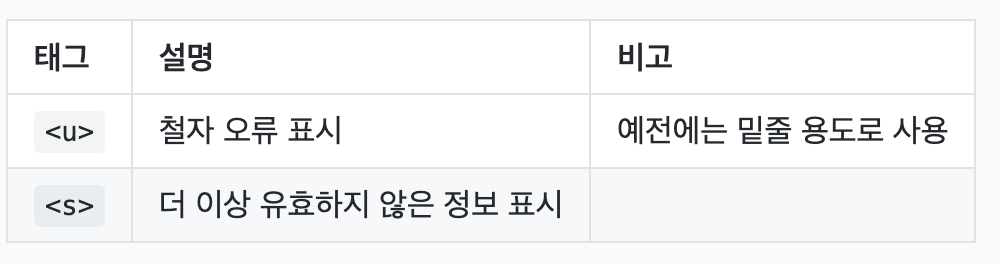 태그 설명 비고
<u> 철자 오류 표시 예전에는 밑줄 용도로 사용
<s> 더 이상 유효하지 않은 정보 표시